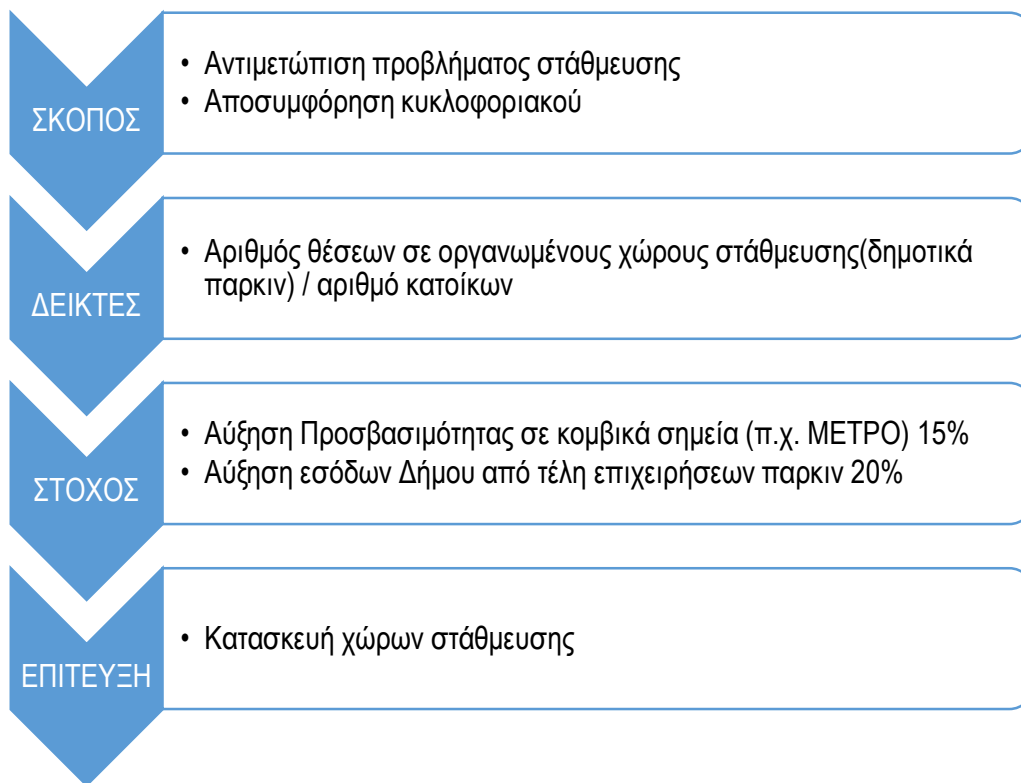 ΣΚΟΠΟΣ
• Αντιμετώπιση προβλήματος στάθμευσης
• Αποσυμφόρηση κυκλοφοριακού
ΔΕΙΚΤΕΣ
• Αριθμός θέσεων σε οργανωμένους χώρους στάθμευσης(δημοτικά
παρκιν) / αριθμό κατοίκων
ΣΤΟΧΟΣ
• Αύξηση Προσβασιμότητας σε κομβικά σημεία (π.χ. ΜΕΤΡΟ) 15%
• Αύξηση εσόδων Δήμου από τέλη επιχειρήσεων παρκιν 20%
ΕΠΙΤΕΥΞΗ
• Κατασκευή χώρων στάθμευσης